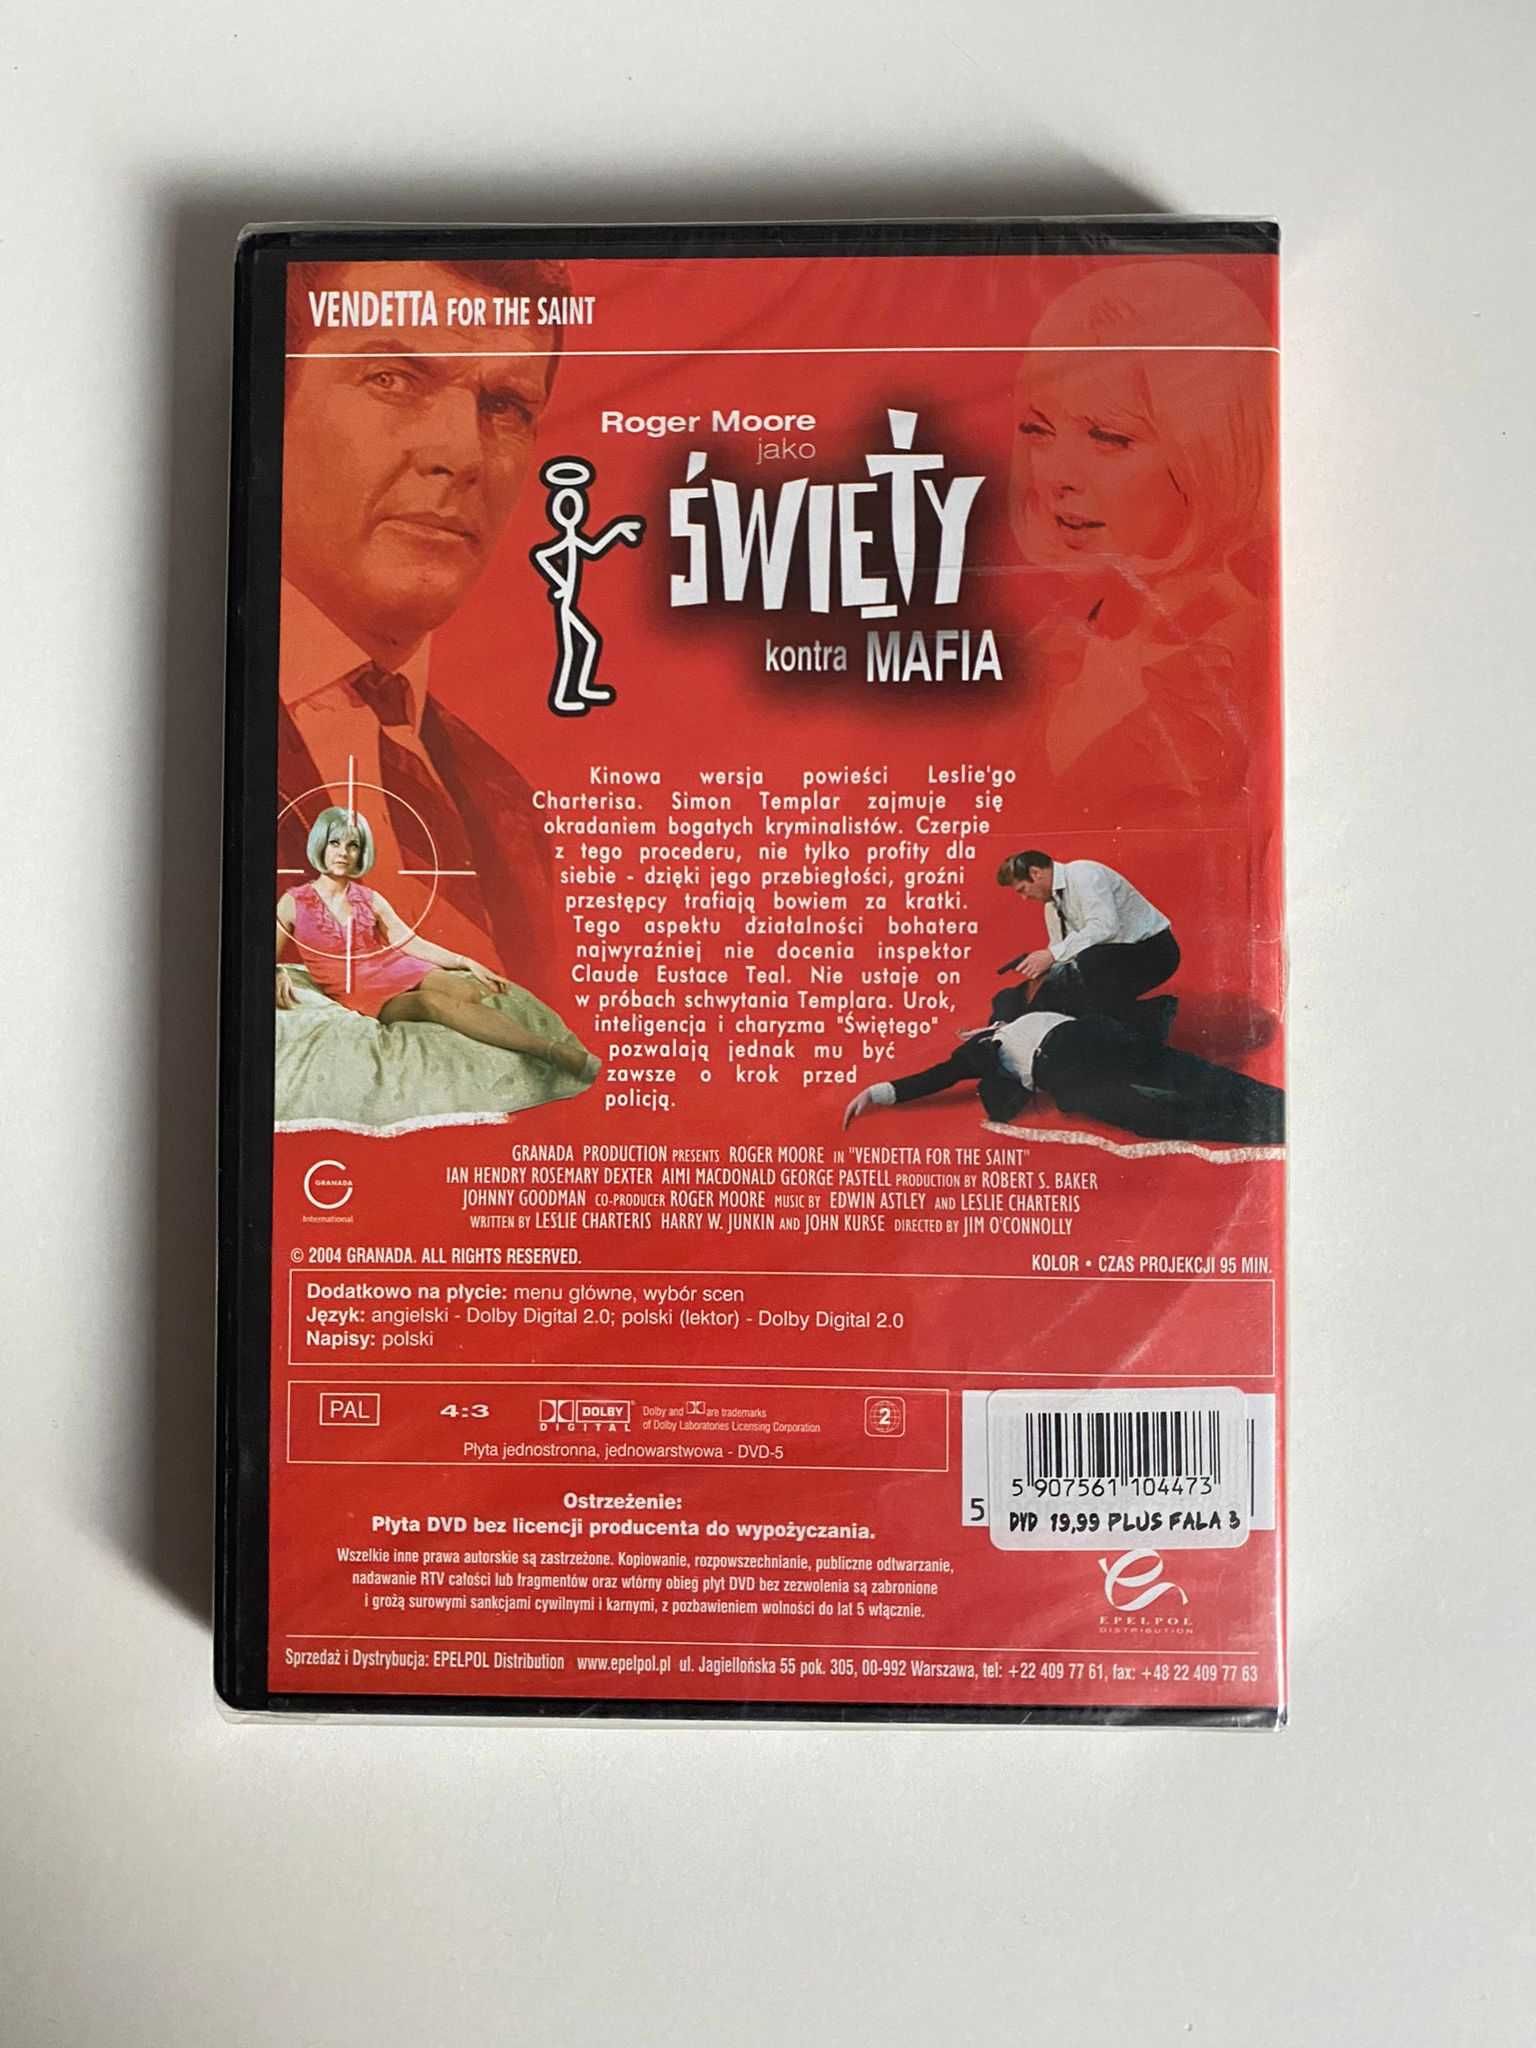 VENDETTA FOR THE SAINT
Roger Moore
jako
ŚWIĘTY
kontra MAFIA
Kinowa wersja powieści Leslie'go
Charterisa. Simon Templar zajmuje się
okradaniem bogatych kryminalistów. Czerpie
z tego procederu, nie tylko profity dla
siebie - dzięki jego przebiegłości, groźni
przestępcy trafiają bowiem za kratki.
Tego aspektu działalności bohatera
najwyraźniej nie docenia inspektor
Claude Eustace Teal. Nie ustaje on
w próbach schwytania Templara. Urok,
inteligencja i charyzma "Świętego"
pozwalają jednak mu być
zawsze o krok przed
policją.
GRANADA PRODUCTION PRESENTS ROGER MOORE IN "VENDETTA FOR THE SAINT"
IAN HENDRY ROSEMARY DEXTER AIMI MACDONALD GEORGE PASTELL PRODUCTION BY ROBERT S. BAKER
JOHNNY GOODMAN CO-PRODUCER ROGER MOORE MUSIC BY EDWIN ASTLEY AND LESLIE CHARTERIS
WRITTEN BY LESLIE CHARTERIS HARRY W. JUNKIN AND JOHN KURSE DIRECTED BY JIM O'CONNOLLY
GRANADA
International
© 2004 GRANADA. ALL RIGHTS RESERVED.
KOLOR • CZAS PROJEKCJI 95 MIN.
Dodatkowo na płycie: menu główne, wybór scen
Język: angielski - Dolby Digital 2.0; polski (lektor) - Dolby Digital 2.0
Napisy: polski
PAL
4:3
DOLBY
DIGITAL
Dolby and are trademarks
of Dolby Laboratories Licensing Corporation
2
Płyta jednostronna, jednowarstwowa - DVD-5
5 907561 104473
5
DVD 19,99 PLUS FALA 3
Ostrzeżenie:
Płyta DVD bez licencji producenta do wypożyczania.
Wszelkie inne prawa autorskie są zastrzeżone. Kopiowanie, rozpowszechnianie, publiczne odtwarzanie,
nadawanie RTV całości lub fragmentów oraz wtórny obieg płyt DVD bez zezwolenia są zabronione
i grożą surowymi sankcjami cywilnymi i karnymi, z pozbawieniem wolności do lat 5 włącznie.
EPELPOL
DISTRIBUTION
Sprzedaż i Dystrybucja: EPELPOL Distribution www.epelpol.pl ul. Jagiellońska 55 pok. 305, 00-992 Warszawa, tel: +22 409 77 61, fax: +48 22 409 77 63